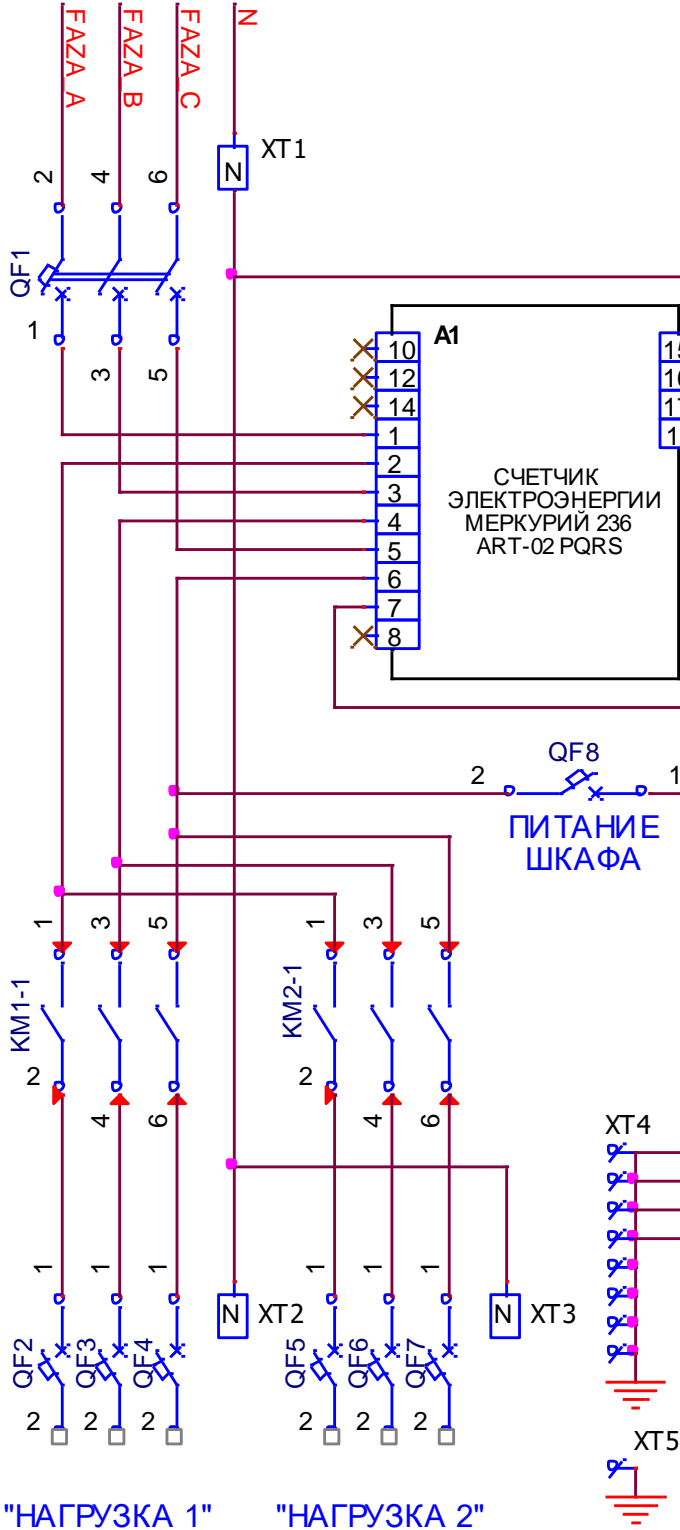 FAZA_A
FAZA_B
FAZA_C
N
XT1
N
2
4
6
QF1
1
3
5
A1
10
12
14
1
2
3
4
5
6
7
8
СЧЕТЧИК
ЭЛЕКТРОЭНЕРГИИ
МЕРКУРИЙ 236
ART-02 PQRS
QF8
2
1
ПИТАНИЕ
ШКАФА
1
3
5
1
3
5
KM1-1
KM2-1
2
4
6
2
4
6
XT4
1
1
1
1
1
1
N
XT2
N
XT3
QF2
QF3
QF4
QF5
QF6
QF7
2
2
2
2
2
2
XT5
"НАГРУЗКА 1"
"НАГРУЗКА 2"